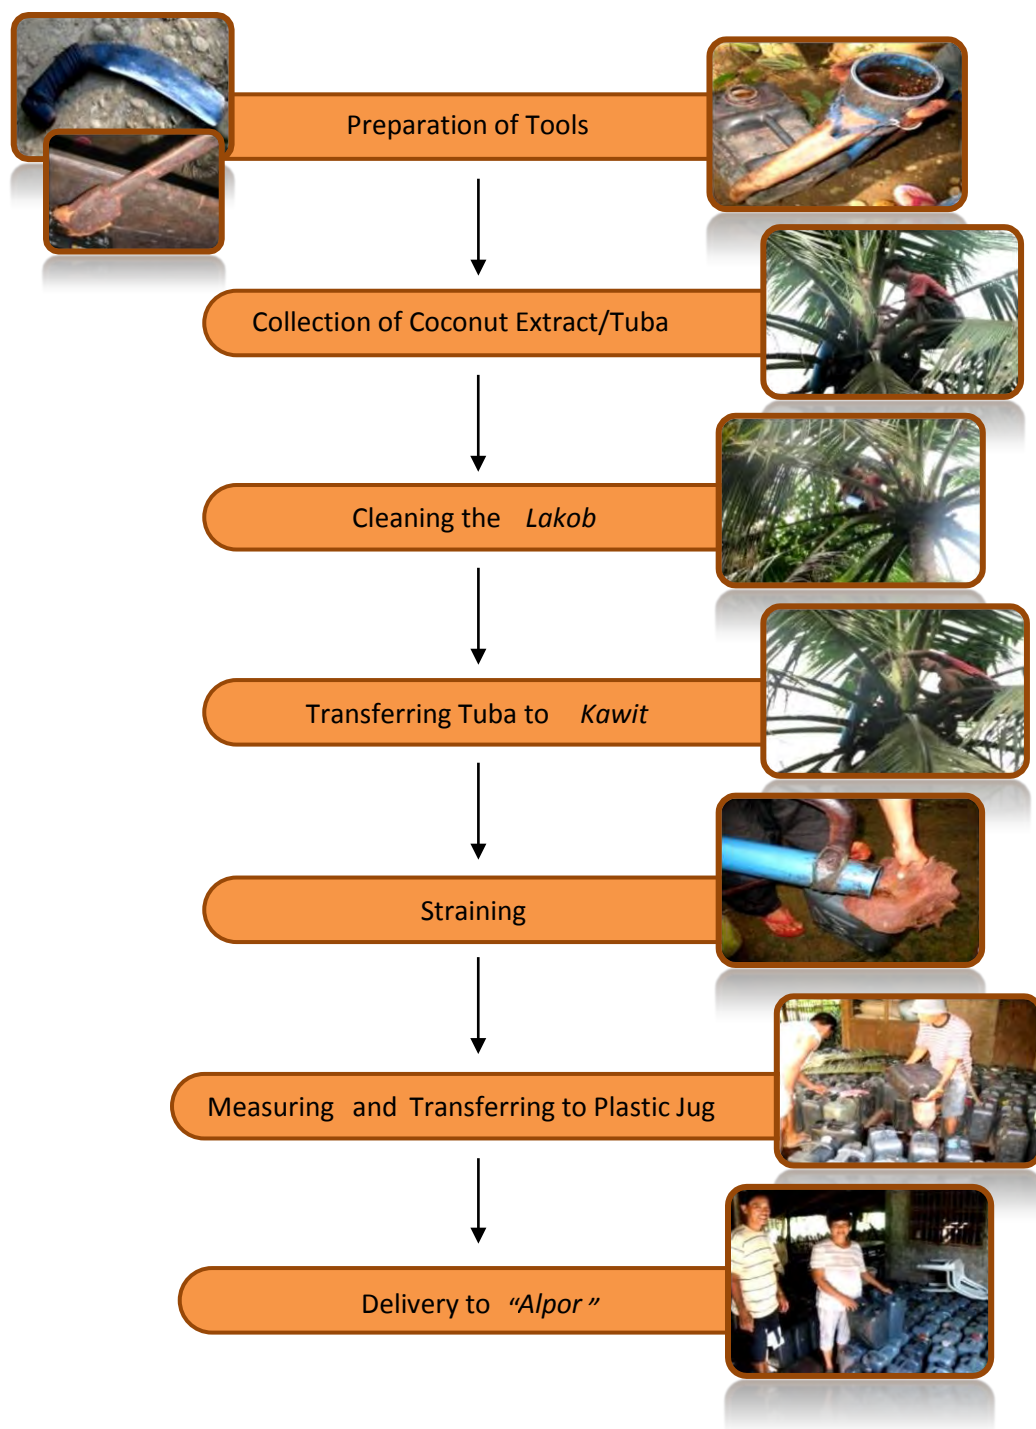 Preparation of Tools
Collection of Coconut Extract/Tuba
Cleaning the Lakob
Transferring Tuba to Kawit
Straining
Measuring and Transferring to Plastic Jug
Delivery to “Alpor”